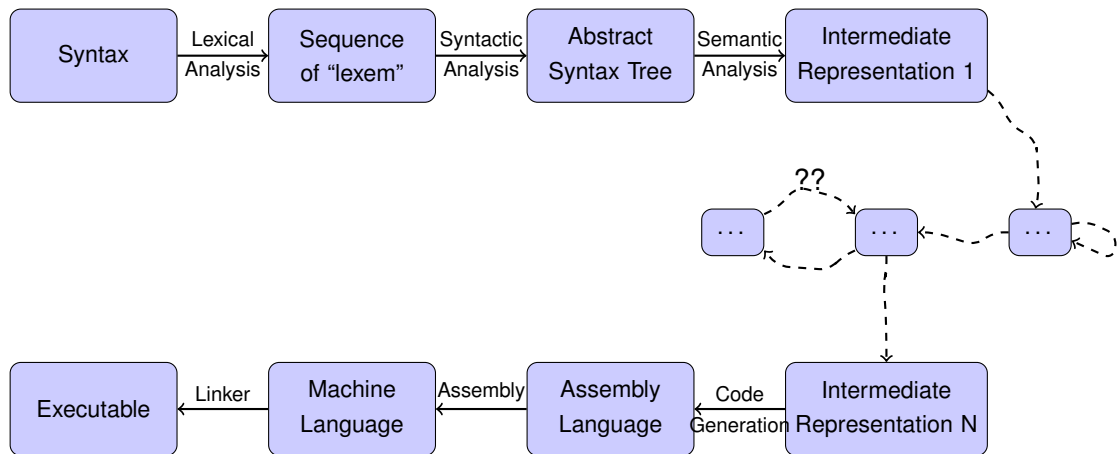 Syntax
Lexical
Analysis
Sequence
of “lexem”
Syntactic
Analysis
Abstract
Syntax Tree
Semantic
Analysis
Intermediate
Representation 1
??
...
...
...
Executable
Linker
Machine
Language
Assembly
Assembly
Language
Code
Generation
Intermediate
Representation N